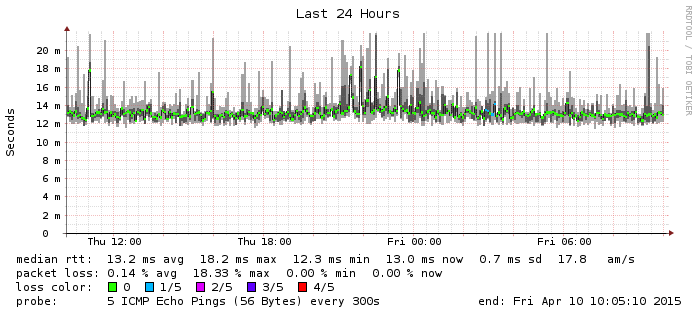 Last 24 Hours
RRDTOOL / TOBI OETIKER
Seconds
20 m
18 m
16 m
14 m
12 m
10 m
8 m
6 m
4 m
2 m
0
Thu 12:00 Thu 18:00 Fri 00:00 Fri 06:00
median rtt: 13.2 ms avg 18.2 ms max 12.3 ms min 13.0 ms now 0.7 ms sd 17.8 am/s
packet loss: 0.14 % avg 18.33 % max 0.00 % min 0.00 % now
loss color: 0 1/5 2/5 3/5 4/5
probe: 5 ICMP Echo Pings (56 Bytes) every 300s end: Fri Apr 10 10:05:10 2015